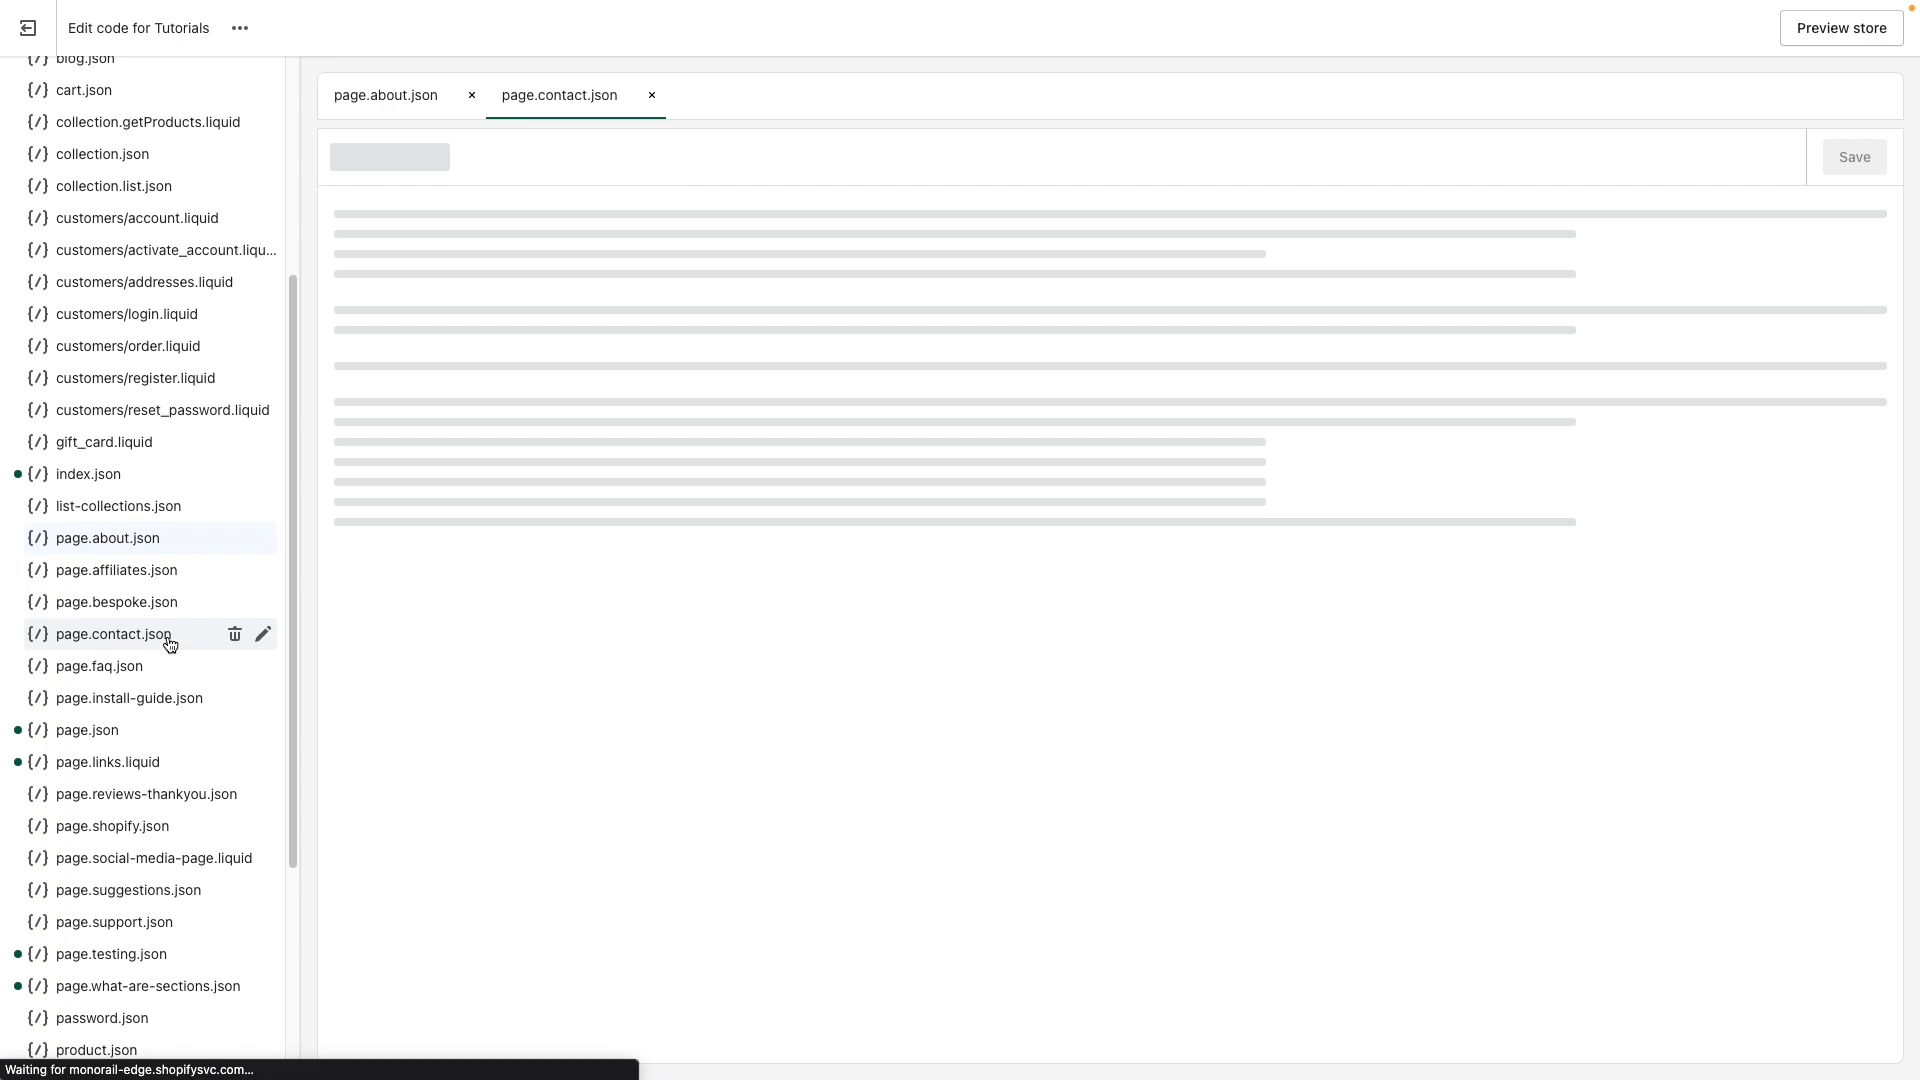 Edit code for Tutorials
Preview store
blog.json
cart.json
collection.getProducts.liquid
collection.json
collection.list.json
customers/account.liquid
customers/activate_account.liqu...
customers/addresses.liquid
customers/login.liquid
customers/order.liquid
customers/register.liquid
customers/reset_password.liquid
gift_card.liquid
index.json
list-collections.json
page.about.json
page.affiliates.json
page.bespoke.json
page.contact.json
page.faq.json
page.install-guide.json
page.json
page.links.liquid
page.reviews-thankyou.json
page.shopify.json
page.social-media-page.liquid
page.suggestions.json
page.support.json
page.testing.json
page.what-are-sections.json
password.json
product.json
page.about.json
page.contact.json
Save
Waiting for monorail-edge.shopifysvc.com...